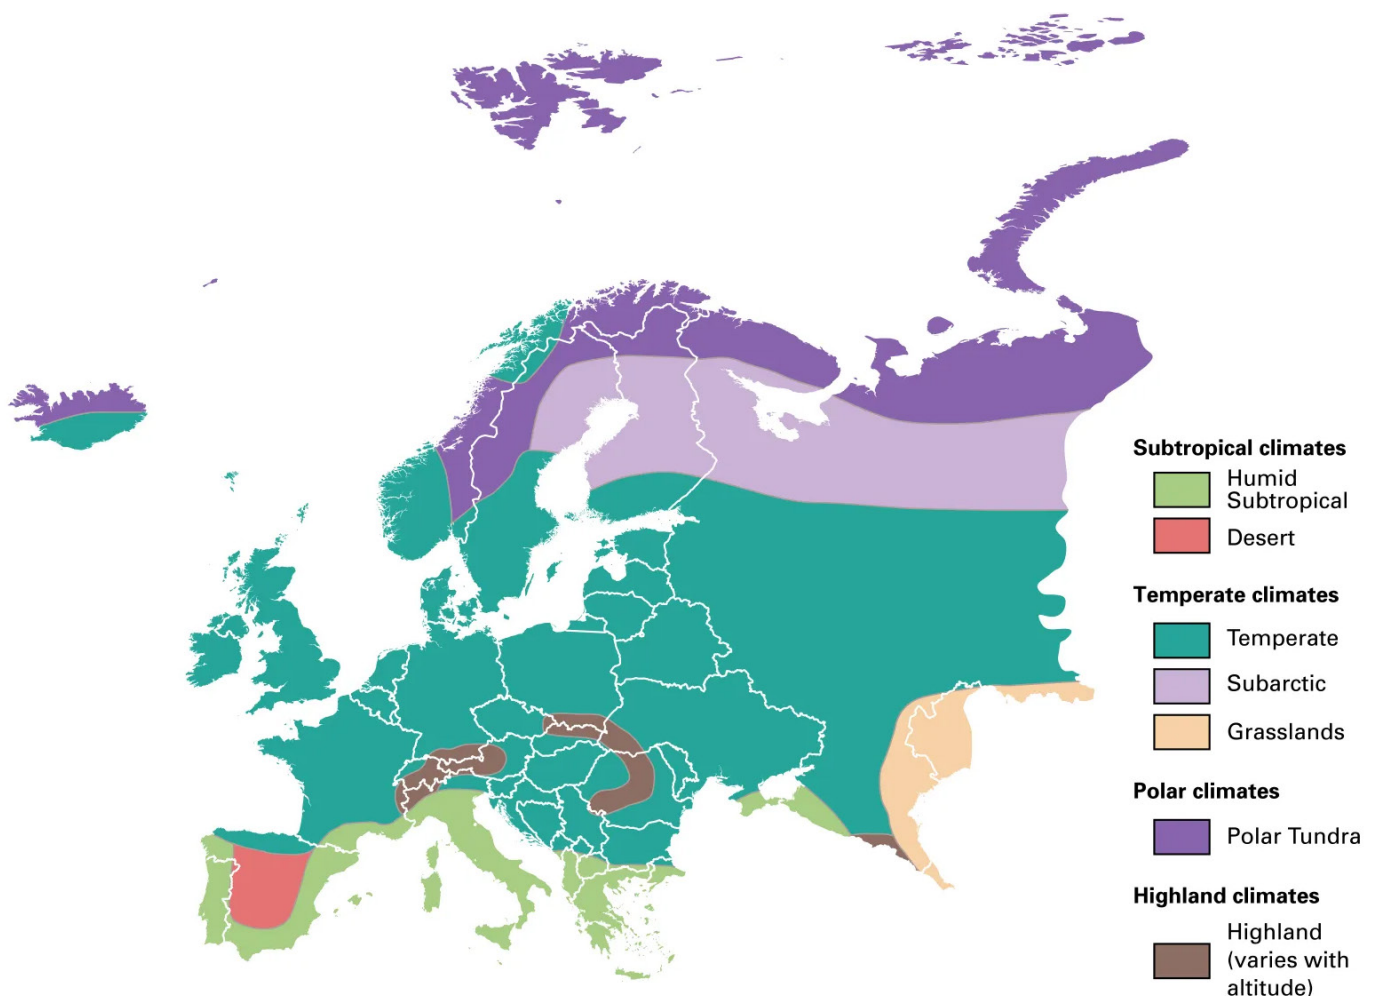 Subtropical climates
Humid
Subtropical
Desert
Temperate climates
Temperate
Subarctic
Grasslands
Polar climates
Polar Tundra
Highland climates
Highland
(varies with
altitude)